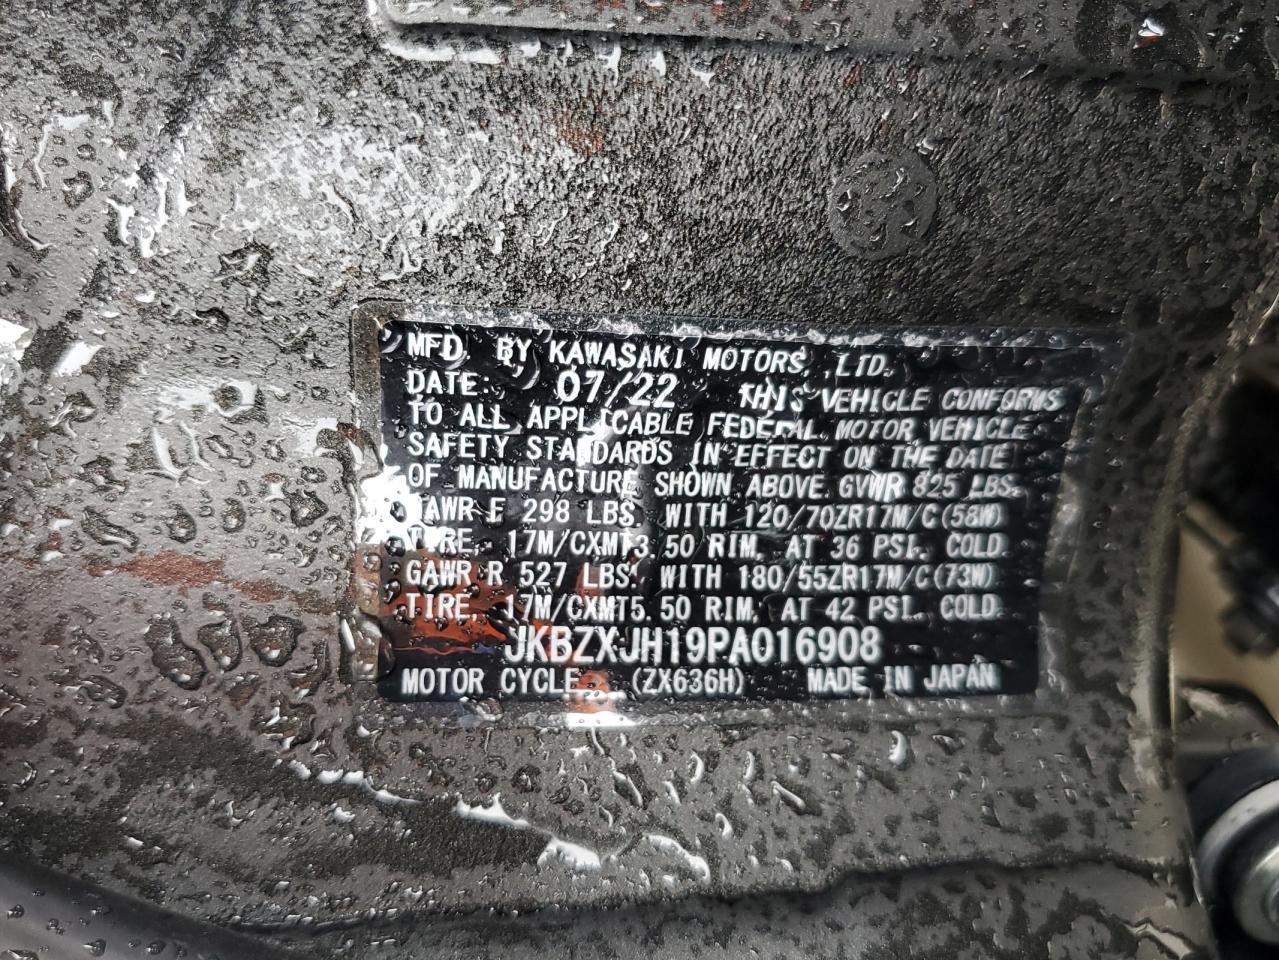 MFD. BY KAWASAKI MOTORS, LTD.
DATE: 07/22 THIS VEHICLE CONFORMS
TO ALL APPLICABLE FEDERAL MOTOR VEHICLE
SAFETY STANDARDS IN EFFECT ON THE DATE
OF MANUFACTURE SHOWN ABOVE. GVWR 825 LBS.
GAWR F 298 LBS. WITH 120/70ZR17M/C(58W)
TIRE, 17M/CXMT3.50 RIM, AT 36 PSI. COLD.
GAWR R 527 LBS. WITH 180/55ZR17M/C(73W)
TIRE, 17M/CXMT5.50 RIM, AT 42 PSI. COLD.
JKBZXJH19PA016908
MOTOR CYCLE (ZX636H) MADE IN JAPAN